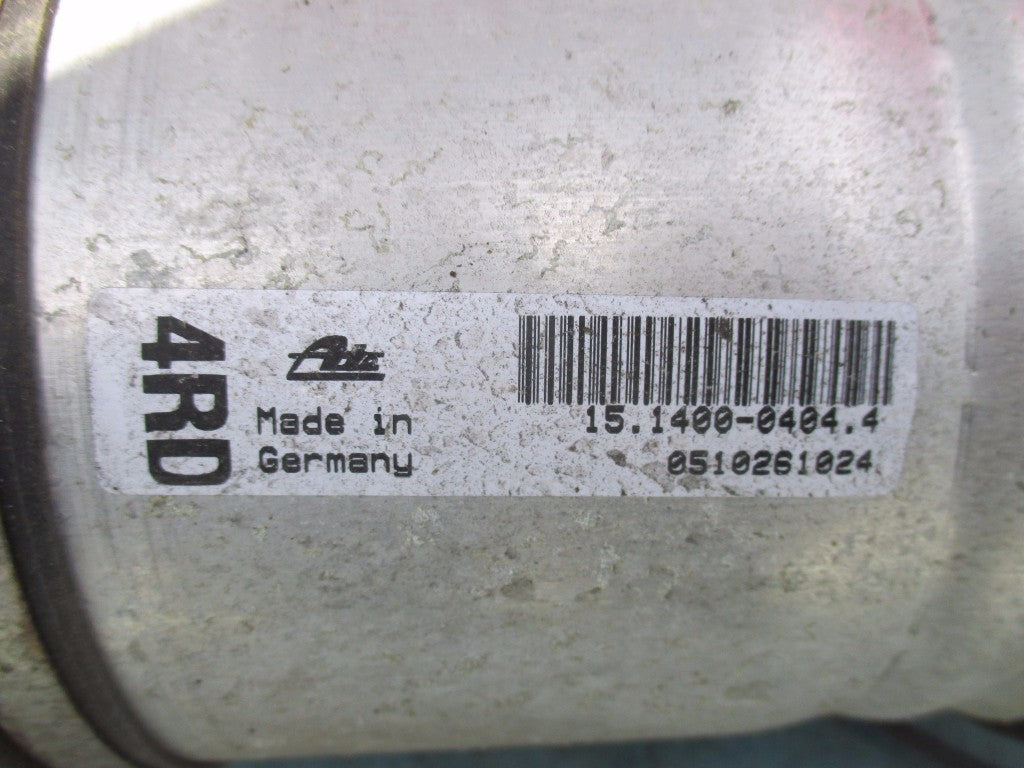 4RD
Ate
Made in
Germany
15.1400-0404.4
0510261024